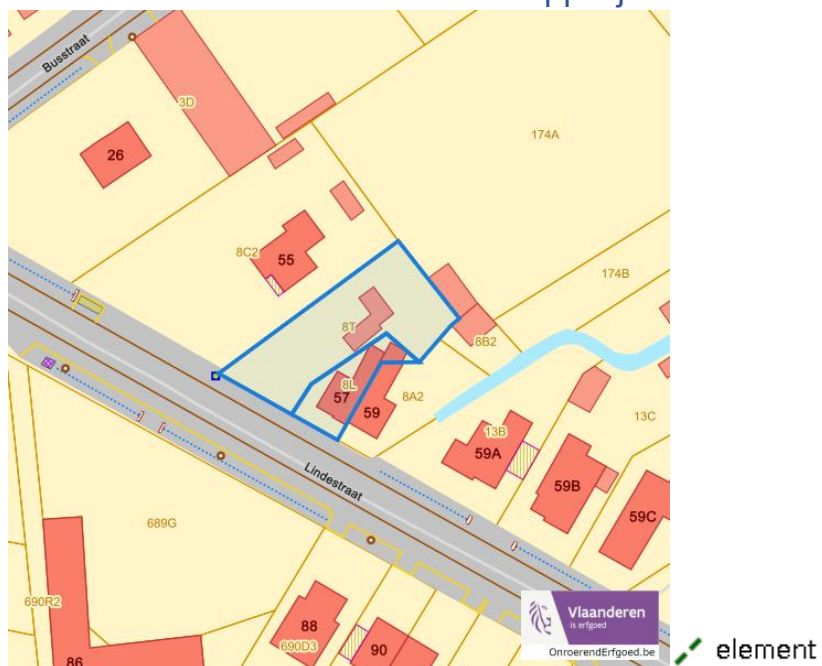 Busstraat
3D
26
174A
8C2
55
174B
8T
8B2
8L
57
59
8A2
13B
13C
59A
59B
59C
Lindestraat
689G
690R2
88
690D3
90
86
Vlaanderen
is erfgoed
OnroerendErfgoed.be
element